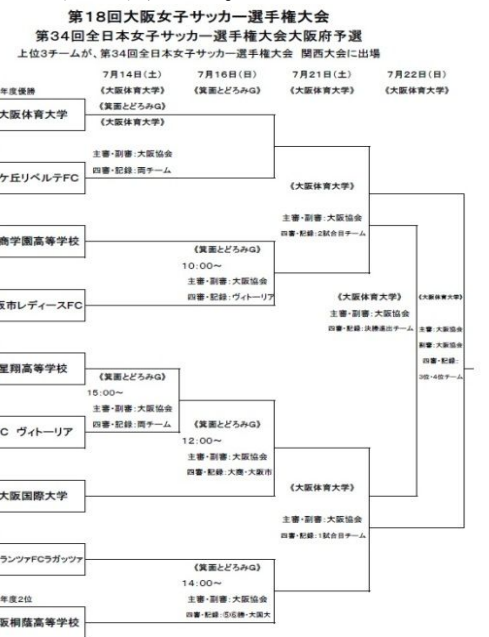 第18回大阪女子サッカー選手権大会
第34回全日本女子サッカー選手権大会大阪府予選
上位3チームが、第34回全日本女子サッカー選手権大会 関西大会に出場
7月14日(土) 7月16日(日) 7月21日(土) 7月22日(日)
年度優勝 《大阪体育大学》 《箕面とどろみG》 《大阪体育大学》 《大阪体育大学》
《箕面とどろみG》
大阪体育大学 《大阪体育大学》
主審・副審:大阪協会
ケ丘リベルテFC 四審・記録:両チーム
《大阪体育大学》
主審・副審:大阪協会
四審・記録:2試合目チーム
商学園高等学校 《箕面とどろみG》
10:00~
主審・副審:大阪協会
四審・記録:ヴィトーリア
阪市レディースFC
《大阪体育大学》
主審・副審:大阪協会
四審・記録:決勝進出チーム
《大阪体育大学》
主審:大阪協会
副審:大阪協会
四審・記録:
3位・4位チーム
星翔高等学校 《箕面とどろみG》
15:00~
主審・副審:大阪協会
C ヴィトーリア 四審・記録:両チーム
《箕面とどろみG》
12:00~
主審・副審:大阪協会
四審・記録:大商・大阪市
大阪国際大学
《大阪体育大学》
主審・副審:大阪協会
四審・記録:1試合目チーム
ランツァFCラガッツァ
《箕面とどろみG》
14:00~
年度2位 主審・副審:大阪協会
阪桐蔭高等学校 四審・記録:⑤⑥勝・大国大